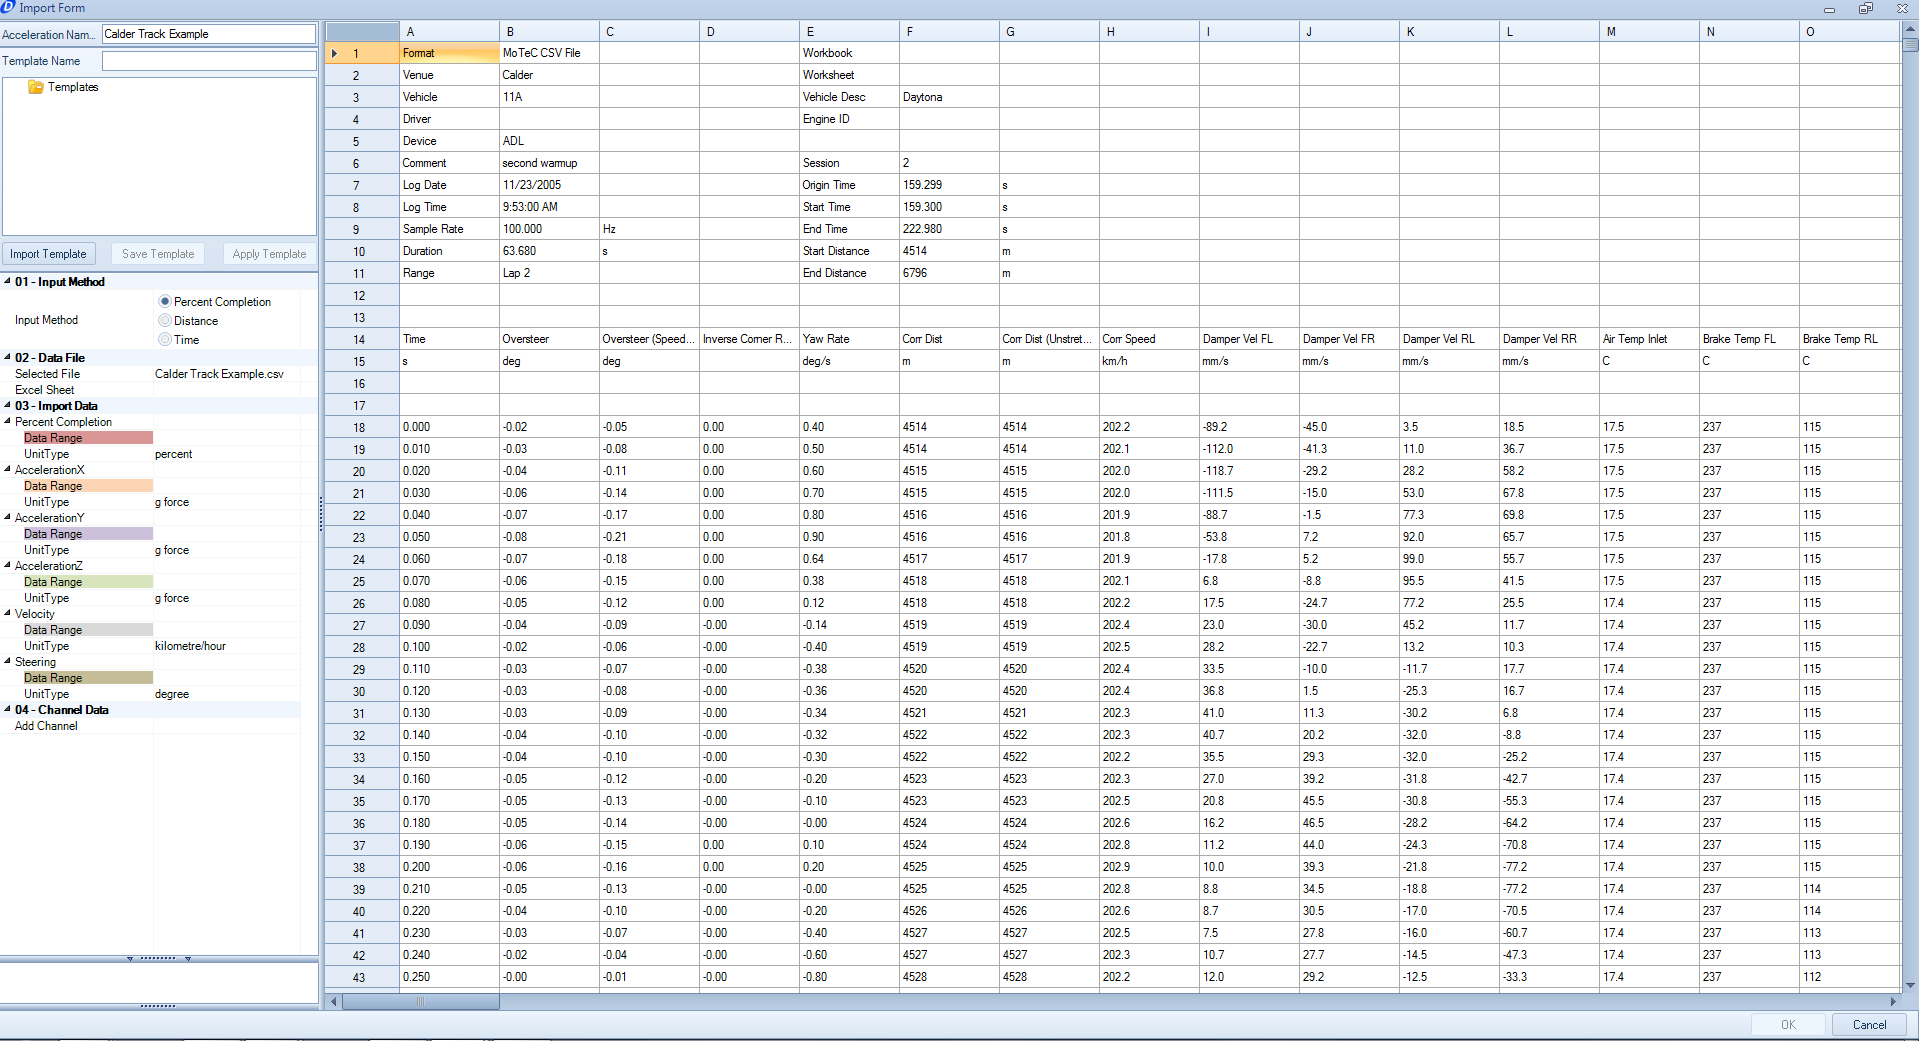 Import Form
Acceleration Nam... Calder Track Example
Template Name
Templates
Import Template Save Template Apply Template
01 - Input Method
Input Method
Percent Completion
Distance
Time
02 - Data File
Selected File Calder Track Example.csv
Excel Sheet
03 - Import Data
Percent Completion
Data Range
UnitType percent
AccelerationX
Data Range
UnitType g force
AccelerationY
Data Range
UnitType g force
AccelerationZ
Data Range
UnitType g force
Velocity
Data Range
UnitType kilometre/hour
Steering
Data Range
UnitType degree
04 - Channel Data
Add Channel
A B C D E F G H I J K L M N O
1 Format MoTeC CSV File Workbook
2 Venue Calder Worksheet
3 Vehicle 11A Vehicle Desc Daytona
4 Driver Engine ID
5 Device ADL
6 Comment second warmup Session 2
7 Log Date 11/23/2005 Origin Time 159.299 s
8 Log Time 9:53:00 AM Start Time 159.300 s
9 Sample Rate 100.000 Hz End Time 222.980 s
10 Duration 63.680 s Start Distance 4514 m
11 Range Lap 2 End Distance 6796 m
12
13
14 Time Oversteer Oversteer (Speed... Inverse Corner R... Yaw Rate Corr Dist Corr Dist (Unstret... Corr Speed Damper Vel FL Damper Vel FR Damper Vel RL Damper Vel RR Air Temp Inlet Brake Temp FL Brake Temp RL
15 s deg deg deg/s m m km/h mm/s mm/s mm/s mm/s C C C
16
17
18 0.000 -0.02 -0.05 0.00 0.40 4514 4514 202.2 -89.2 -45.0 3.5 18.5 17.5 237 115
19 0.010 -0.03 -0.08 0.00 0.50 4514 4514 202.1 -112.0 -41.3 11.0 36.7 17.5 237 115
20 0.020 -0.04 -0.11 0.00 0.60 4515 4515 202.0 -118.7 -29.2 28.2 58.2 17.5 237 115
21 0.030 -0.06 -0.14 0.00 0.70 4515 4515 202.0 -111.5 -15.0 53.0 67.8 17.5 237 115
22 0.040 -0.07 -0.17 0.00 0.80 4516 4516 201.9 -88.7 -1.5 77.3 69.8 17.5 237 115
23 0.050 -0.08 -0.21 0.00 0.90 4516 4516 201.8 -53.8 7.2 92.0 65.7 17.5 237 115
24 0.060 -0.07 -0.18 0.00 0.64 4517 4517 201.9 -17.8 5.2 99.0 55.7 17.5 237 115
25 0.070 -0.06 -0.15 0.00 0.38 4518 4518 202.1 6.8 -8.8 95.5 41.5 17.5 237 115
26 0.080 -0.05 -0.12 0.00 0.12 4518 4518 202.2 17.5 -24.7 77.2 25.5 17.4 237 115
27 0.090 -0.04 -0.09 -0.00 -0.14 4519 4519 202.4 23.0 -30.0 45.2 11.7 17.4 237 115
28 0.100 -0.02 -0.06 -0.00 -0.40 4519 4519 202.5 28.2 -22.7 13.2 10.3 17.4 237 115
29 0.110 -0.03 -0.07 -0.00 -0.38 4520 4520 202.4 33.5 -10.0 -11.7 17.7 17.4 237 115
30 0.120 -0.03 -0.08 -0.00 -0.36 4520 4520 202.4 36.8 1.5 -25.3 16.7 17.4 237 115
31 0.130 -0.03 -0.09 -0.00 -0.34 4521 4521 202.3 41.0 11.3 -30.2 6.8 17.4 237 115
32 0.140 -0.04 -0.10 -0.00 -0.32 4522 4522 202.3 40.7 20.2 -32.0 -8.8 17.4 237 115
33 0.150 -0.04 -0.10 -0.00 -0.30 4522 4522 202.2 35.5 29.3 -32.0 -25.2 17.4 237 115
34 0.160 -0.05 -0.12 -0.00 -0.20 4523 4523 202.3 27.0 39.2 -31.8 -42.7 17.4 237 115
35 0.170 -0.05 -0.13 -0.00 -0.10 4523 4523 202.5 20.8 45.5 -30.8 -55.3 17.4 237 115
36 0.180 -0.05 -0.14 -0.00 -0.00 4524 4524 202.6 16.2 46.5 -28.2 -64.2 17.4 237 115
37 0.190 -0.06 -0.15 0.00 0.10 4524 4524 202.8 11.2 44.0 -24.3 -70.8 17.4 237 115
38 0.200 -0.06 -0.16 0.00 0.20 4525 4525 202.9 10.0 39.3 -21.8 -77.2 17.4 237 115
39 0.210 -0.05 -0.13 -0.00 -0.00 4525 4525 202.8 8.8 34.5 -18.8 -77.2 17.4 237 114
40 0.220 -0.04 -0.10 -0.00 -0.20 4526 4526 202.6 8.7 30.5 -17.0 -70.5 17.4 237 114
41 0.230 -0.03 -0.07 -0.00 -0.40 4527 4527 202.5 7.5 27.8 -16.0 -60.7 17.4 237 113
42 0.240 -0.02 -0.04 -0.00 -0.60 4527 4527 202.3 10.7 27.7 -14.5 -47.3 17.4 237 113
43 0.250 -0.00 -0.01 -0.00 -0.80 4528 4528 202.2 12.0 29.2 -12.5 -33.3 17.4 237 112
OK Cancel